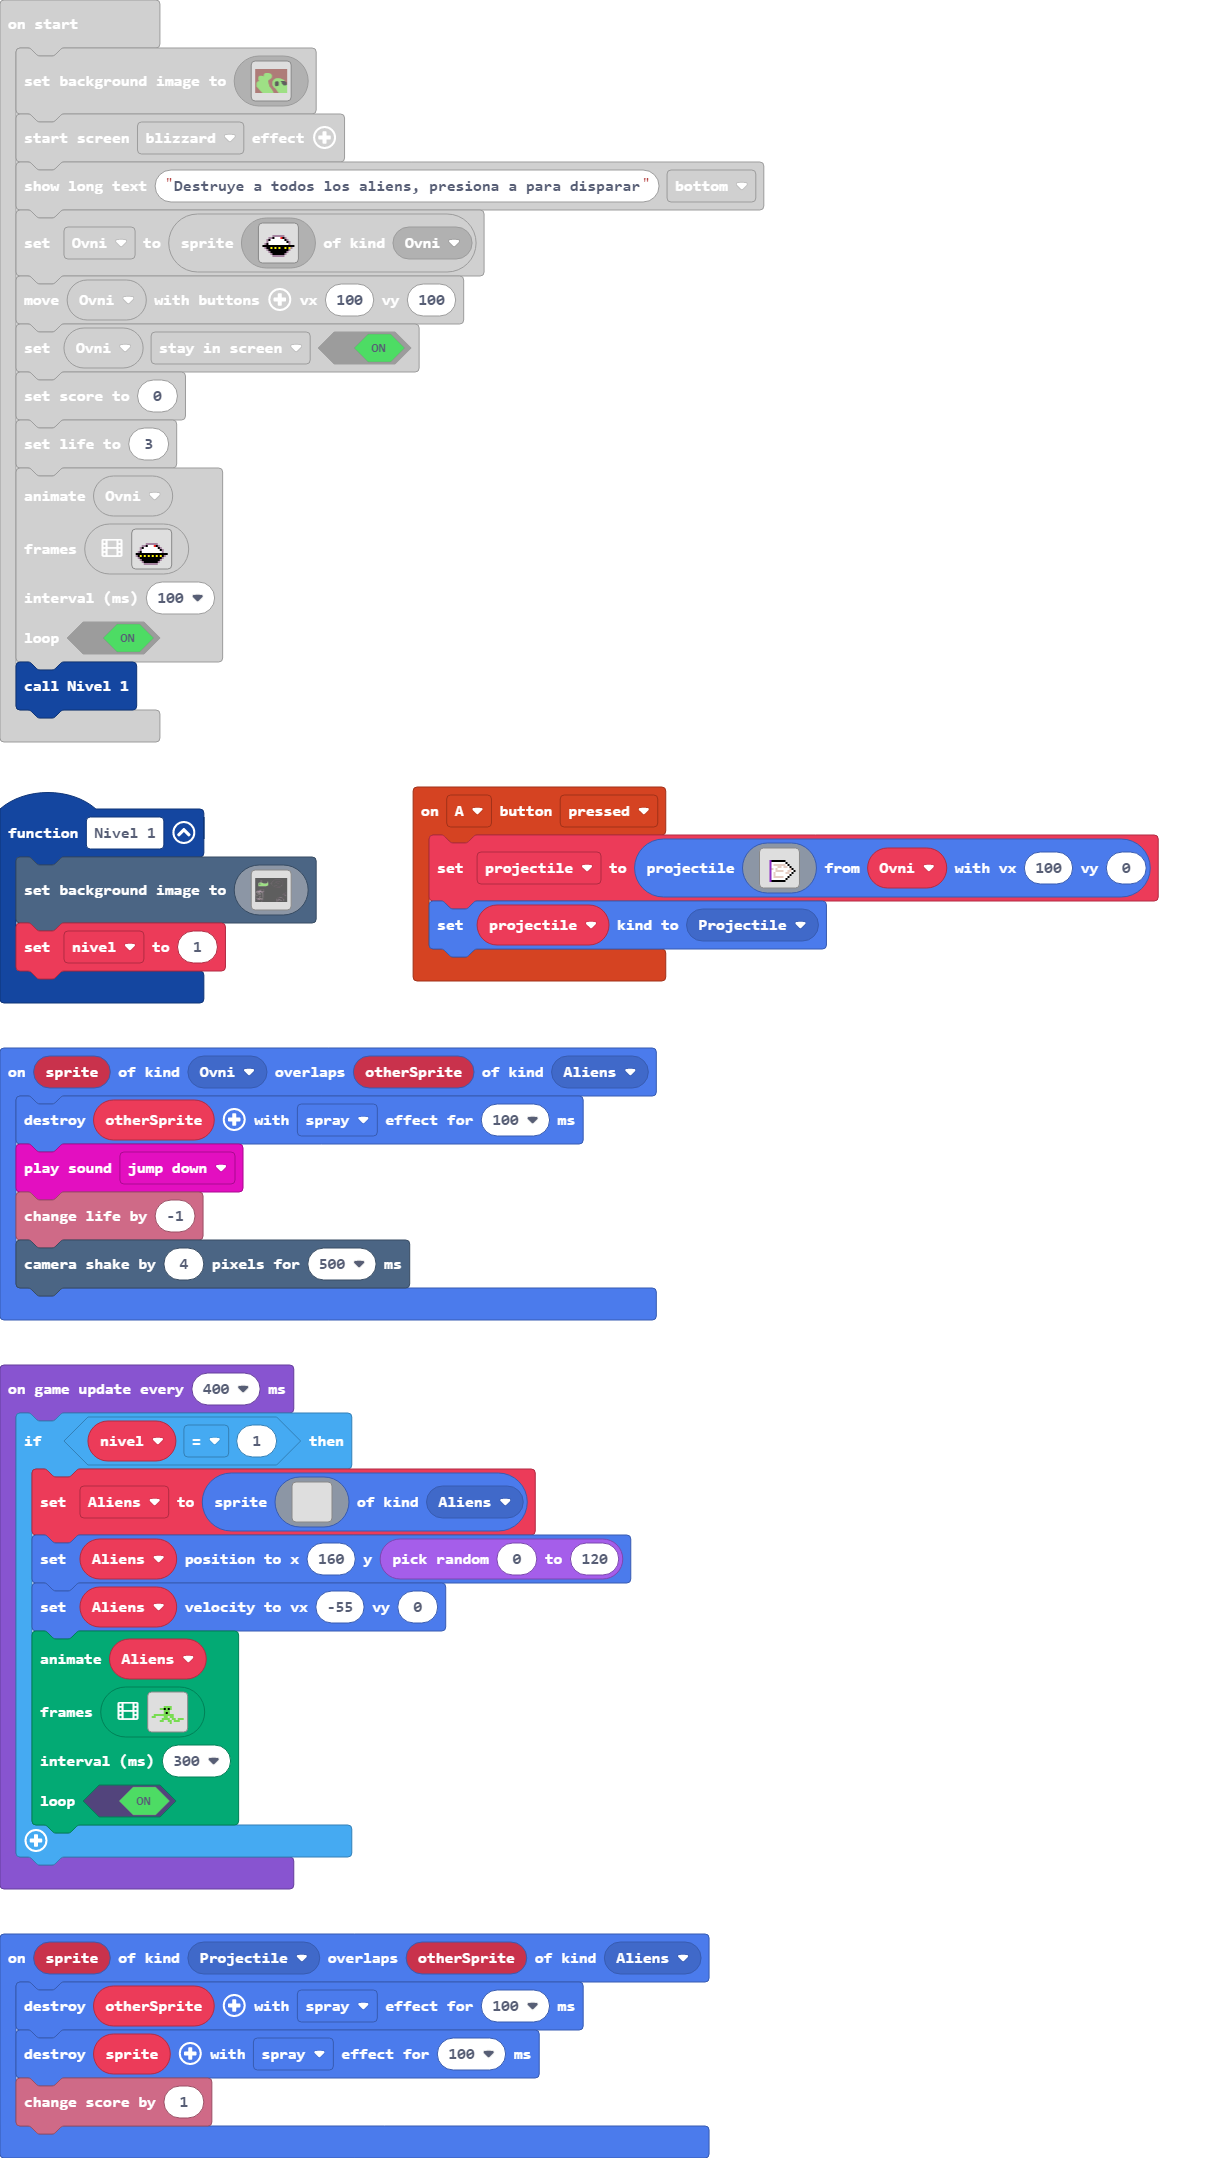 on start
set background image to
start screen blizzard effect
show long text "Destruye a todos los aliens, presiona a para disparar" bottom
set Ovni to sprite of kind Ovni
move Ovni with buttons vx 100 vy 100
set Ovni stay in screen ON
set score to 0
set life to 3
animate Ovni
frames
interval (ms) 100
loop ON
call Nivel 1
function Nivel 1
set background image to
set nivel to 1
on A button pressed
set projectile to projectile from Ovni with vx 100 vy 0
set projectile kind to Projectile
on sprite of kind Ovni overlaps otherSprite of kind Aliens
destroy otherSprite with spray effect for 100 ms
play sound jump down
change life by -1
camera shake by 4 pixels for 500 ms
on game update every 400 ms
if nivel = 1 then
set Aliens to sprite of kind Aliens
set Aliens position to x 160 y pick random 0 to 120
set Aliens velocity to vx -55 vy 0
animate Aliens
frames
interval (ms) 300
loop ON
on sprite of kind Projectile overlaps otherSprite of kind Aliens
destroy otherSprite with spray effect for 100 ms
destroy sprite with spray effect for 100 ms
change score by 1